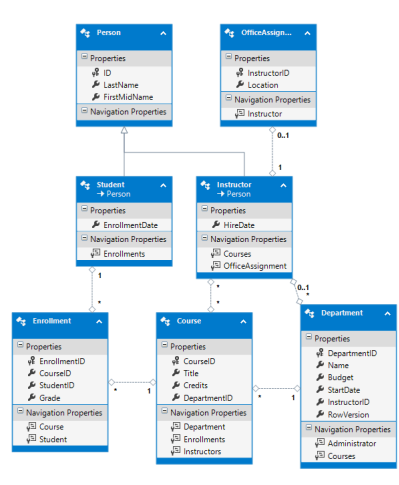 Person
Properties
ID
LastName
FirstMidName
Navigation Properties
OfficeAssign...
Properties
InstructorID
Location
Navigation Properties
Instructor
0..1
1
Student
→ Person
Properties
EnrollmentDate
Navigation Properties
Enrollments
Instructor
→ Person
Properties
HireDate
Navigation Properties
Courses
OfficeAssignment
1
*
*
*
0..1
*
Enrollment
Properties
EnrollmentID
CourseID
StudentID
Grade
Navigation Properties
Course
Student
*
1
Course
Properties
CourseID
Title
Credits
DepartmentID
Navigation Properties
Department
Enrollments
Instructors
*
1
Department
Properties
DepartmentID
Name
Budget
StartDate
InstructorID
RowVersion
Navigation Properties
Administrator
Courses